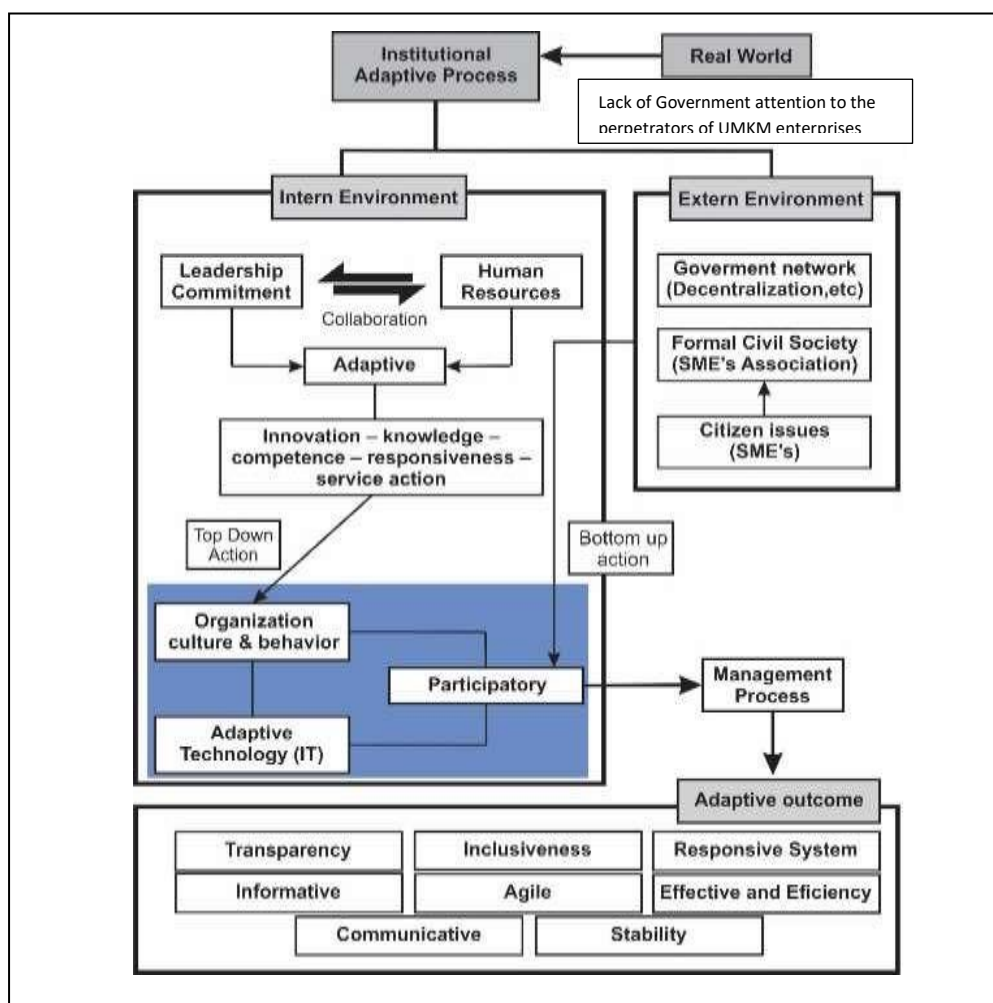 Institutional
Adaptive Process
Real World
Lack of Government attention to the
perpetrators of UMKM enterprises
Intern Environment
Extern Environment
Leadership
Commitment
Human
Resources
Collaboration
Adaptive
Innovation – knowledge –
competence – responsiveness –
service action
Goverment network
(Decentralization,etc)
Formal Civil Society
(SME's Association)
Citizen issues
(SME's)
Top Down
Action
Bottom up
action
Organization
culture & behavior
Participatory
Adaptive
Technology (IT)
Management
Process
Adaptive outcome
Transparency
Inclusiveness
Responsive System
Informative
Agile
Effective and Eficiency
Communicative
Stability